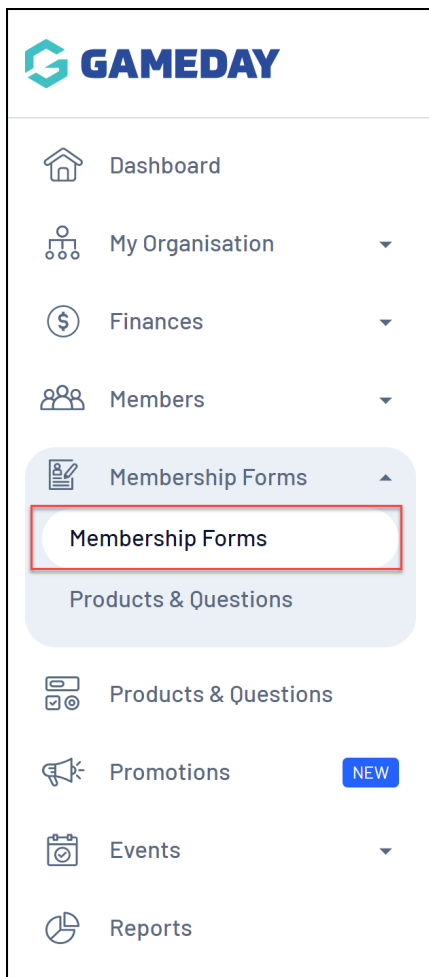 GAMEDAY
Dashboard
My Organisation
Finances
Members
Membership Forms
Membership Forms
Products & Questions
Products & Questions
Promotions NEW
Events
Reports